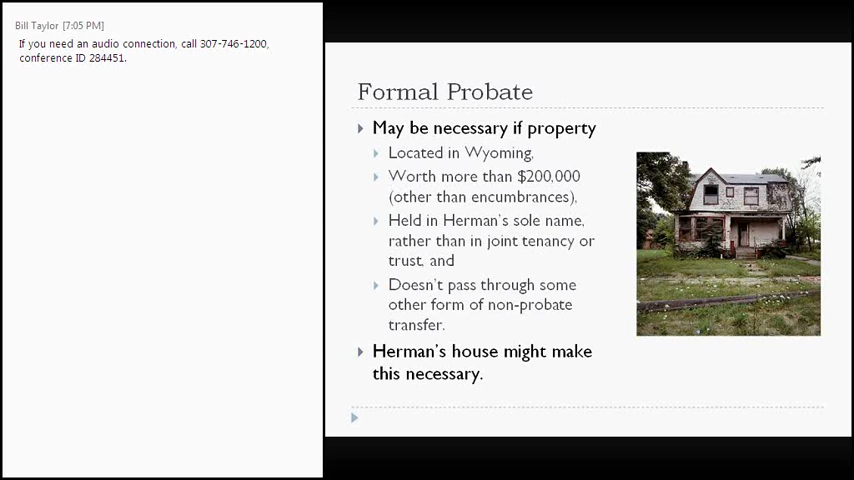 Bill Taylor [7:05 PM]
If you need an audio connection, call 307-746-1200,
conference ID 284451.
Formal Probate
May be necessary if property
Located in Wyoming,
Worth more than $200,000
(other than encumbrances),
Held in Herman's sole name,
rather than in joint tenancy or
trust, and
Doesn't pass through some
other form of non-probate
transfer.
Herman's house might make
this necessary.